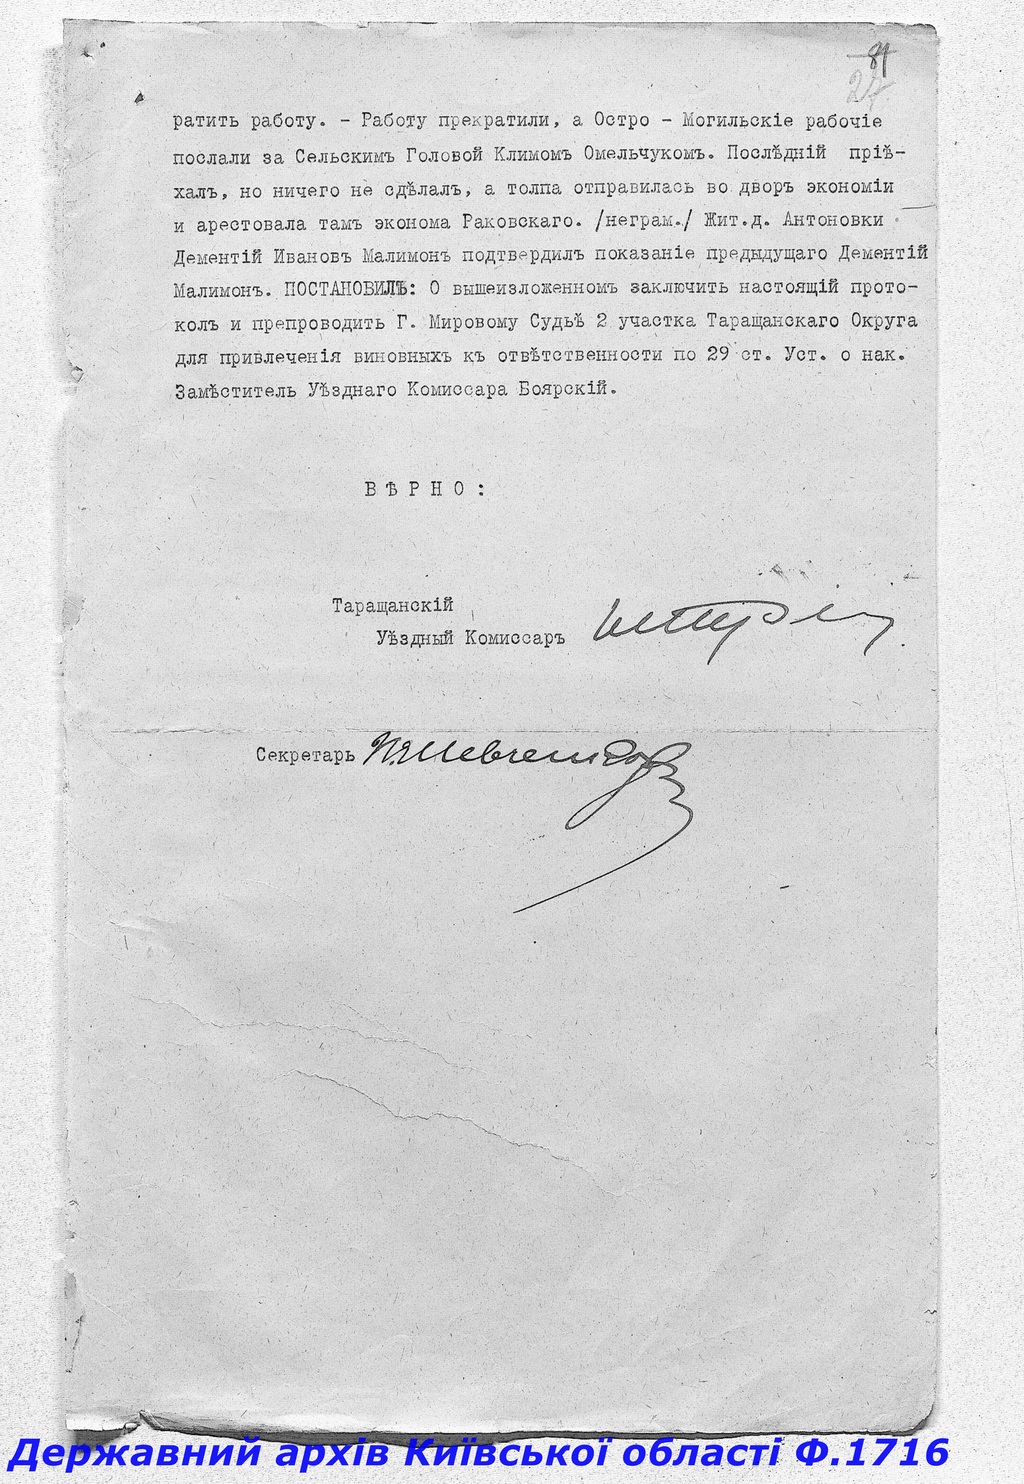 81
27
ратить работу. - Работу прекратили, а Остро - Могильскіе рабочіе
послали за Сельскимъ Головой Климомъ Омельчукомъ. Послѣдній пріѣ-
халъ, но ничего не сдѣлалъ, а толпа отправилась во дворъ экономіи
и арестовала тамъ эконома Раковскаго. /неграм./ Жит.д. Антоновки
Дементій Ивановъ Малимонъ подтвердилъ показаніе предыдущаго Дементій
Малимонъ. ПОСТАНОВИЛЪ: О вышеизложенномъ заключить настоящій прото-
колъ и препроводить Г. Мировому Судьѣ 2 участка Таращанскаго Округа
для привлеченія виновныхъ къ отвѣтственности по 29 ст. Уст. о нак.
Замѣститель Уѣзднаго Комиссара Боярскій.
ВѢРНО:
Таращанскій
Уѣздный Комиссаръ
Секретарь
Державний архів Київської області Ф.1716